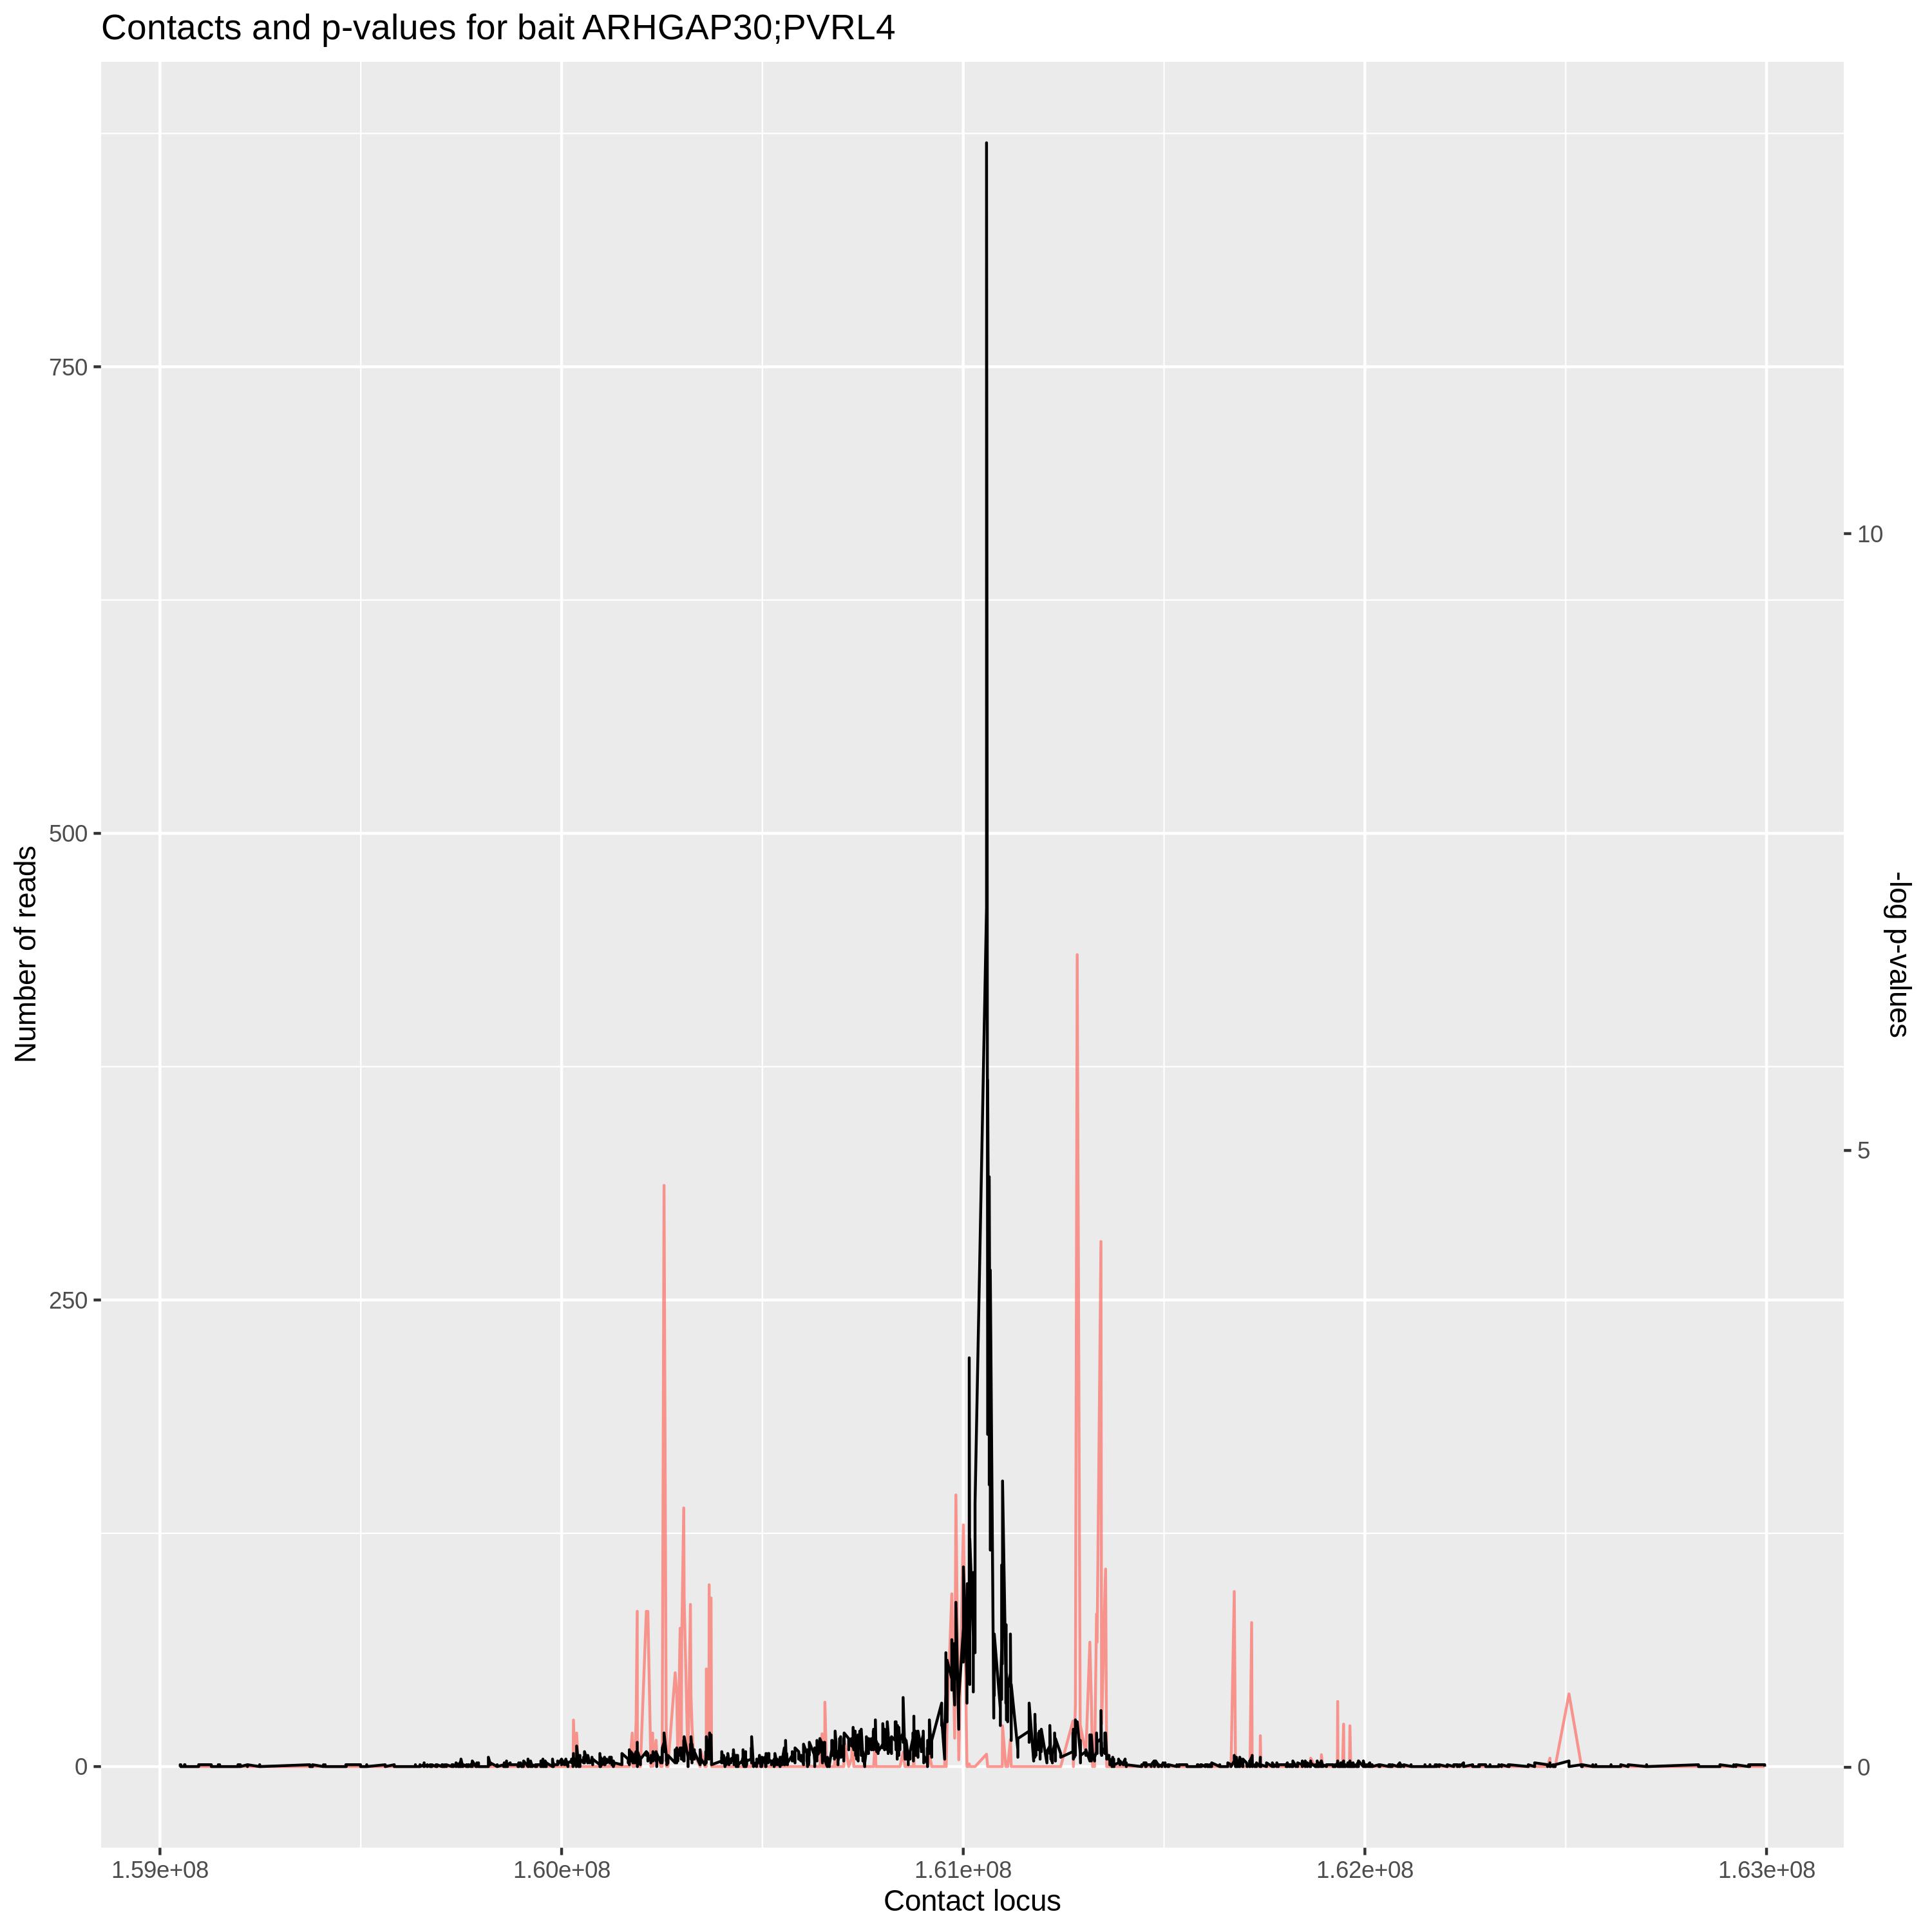 Contacts and p-values for bait ARHGAP30;PVRL4
750
500
250
0
Number of reads
10
5
0
-log p-values
1.59e+08
1.60e+08
1.61e+08
1.62e+08
1.63e+08
Contact locus